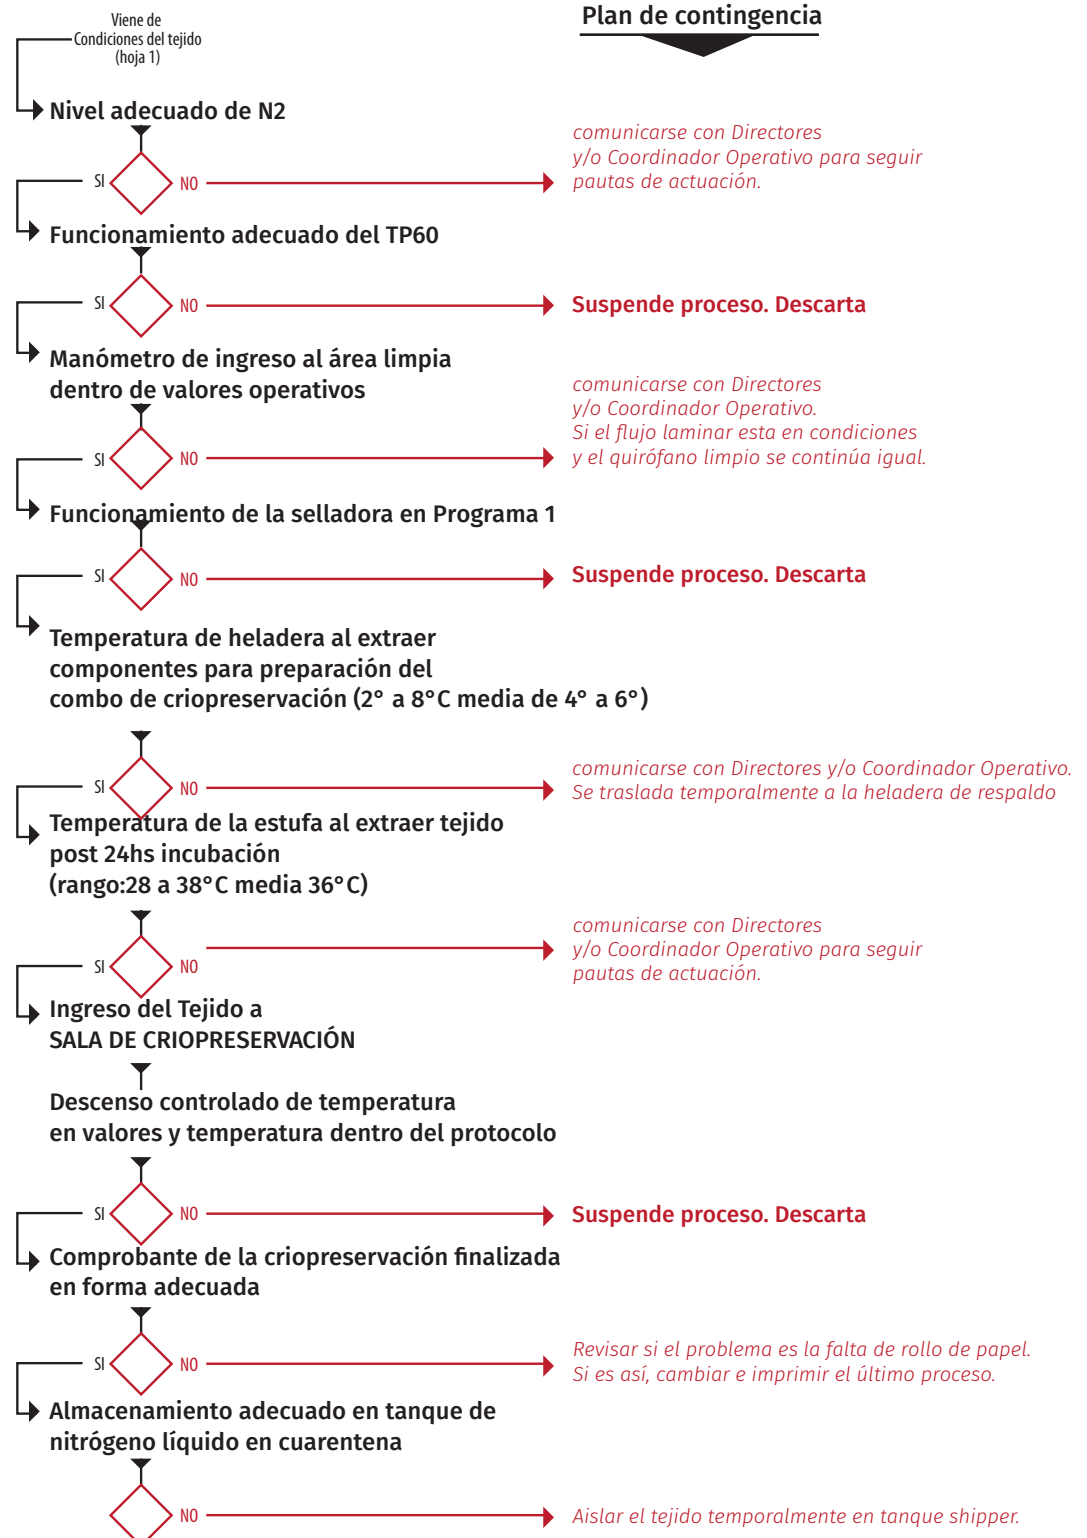 Plan de contingencia
Viene de
Condiciones del tejido
(hoja 1)
Nivel adecuado de N2
comunicarse con Directores
y/o Coordinador Operativo para seguir
pautas de actuación.
SI
NO
Funcionamiento adecuado del TP60
SI
NO
Suspende proceso. Descarta
Manómetro de ingreso al área limpia
dentro de valores operativos
comunicarse con Directores
y/o Coordinador Operativo.
Si el flujo laminar esta en condiciones
y el quirófano limpio se continúa igual.
SI
NO
Funcionamiento de la selladora en Programa 1
SI
NO
Suspende proceso. Descarta
Temperatura de heladera al extraer
componentes para preparación del
combo de criopreservación (2° a 8°C media de 4° a 6°)
SI
NO
comunicarse con Directores y/o Coordinador Operativo.
Se traslada temporalmente a la heladera de respaldo
Temperatura de la estufa al extraer tejido
post 24hs incubación
(rango:28 a 38°C media 36°C)
comunicarse con Directores
y/o Coordinador Operativo para seguir
pautas de actuación.
SI
NO
Ingreso del Tejido a
SALA DE CRIOPRESERVACIÓN
Descenso controlado de temperatura
en valores y temperatura dentro del protocolo
SI
NO
Suspende proceso. Descarta
Comprobante de la criopreservación finalizada
en forma adecuada
SI
NO
Revisar si el problema es la falta de rollo de papel.
Si es así, cambiar e imprimir el último proceso.
Almacenamiento adecuado en tanque de
nitrógeno líquido en cuarentena
NO
Aislar el tejido temporalmente en tanque shipper.